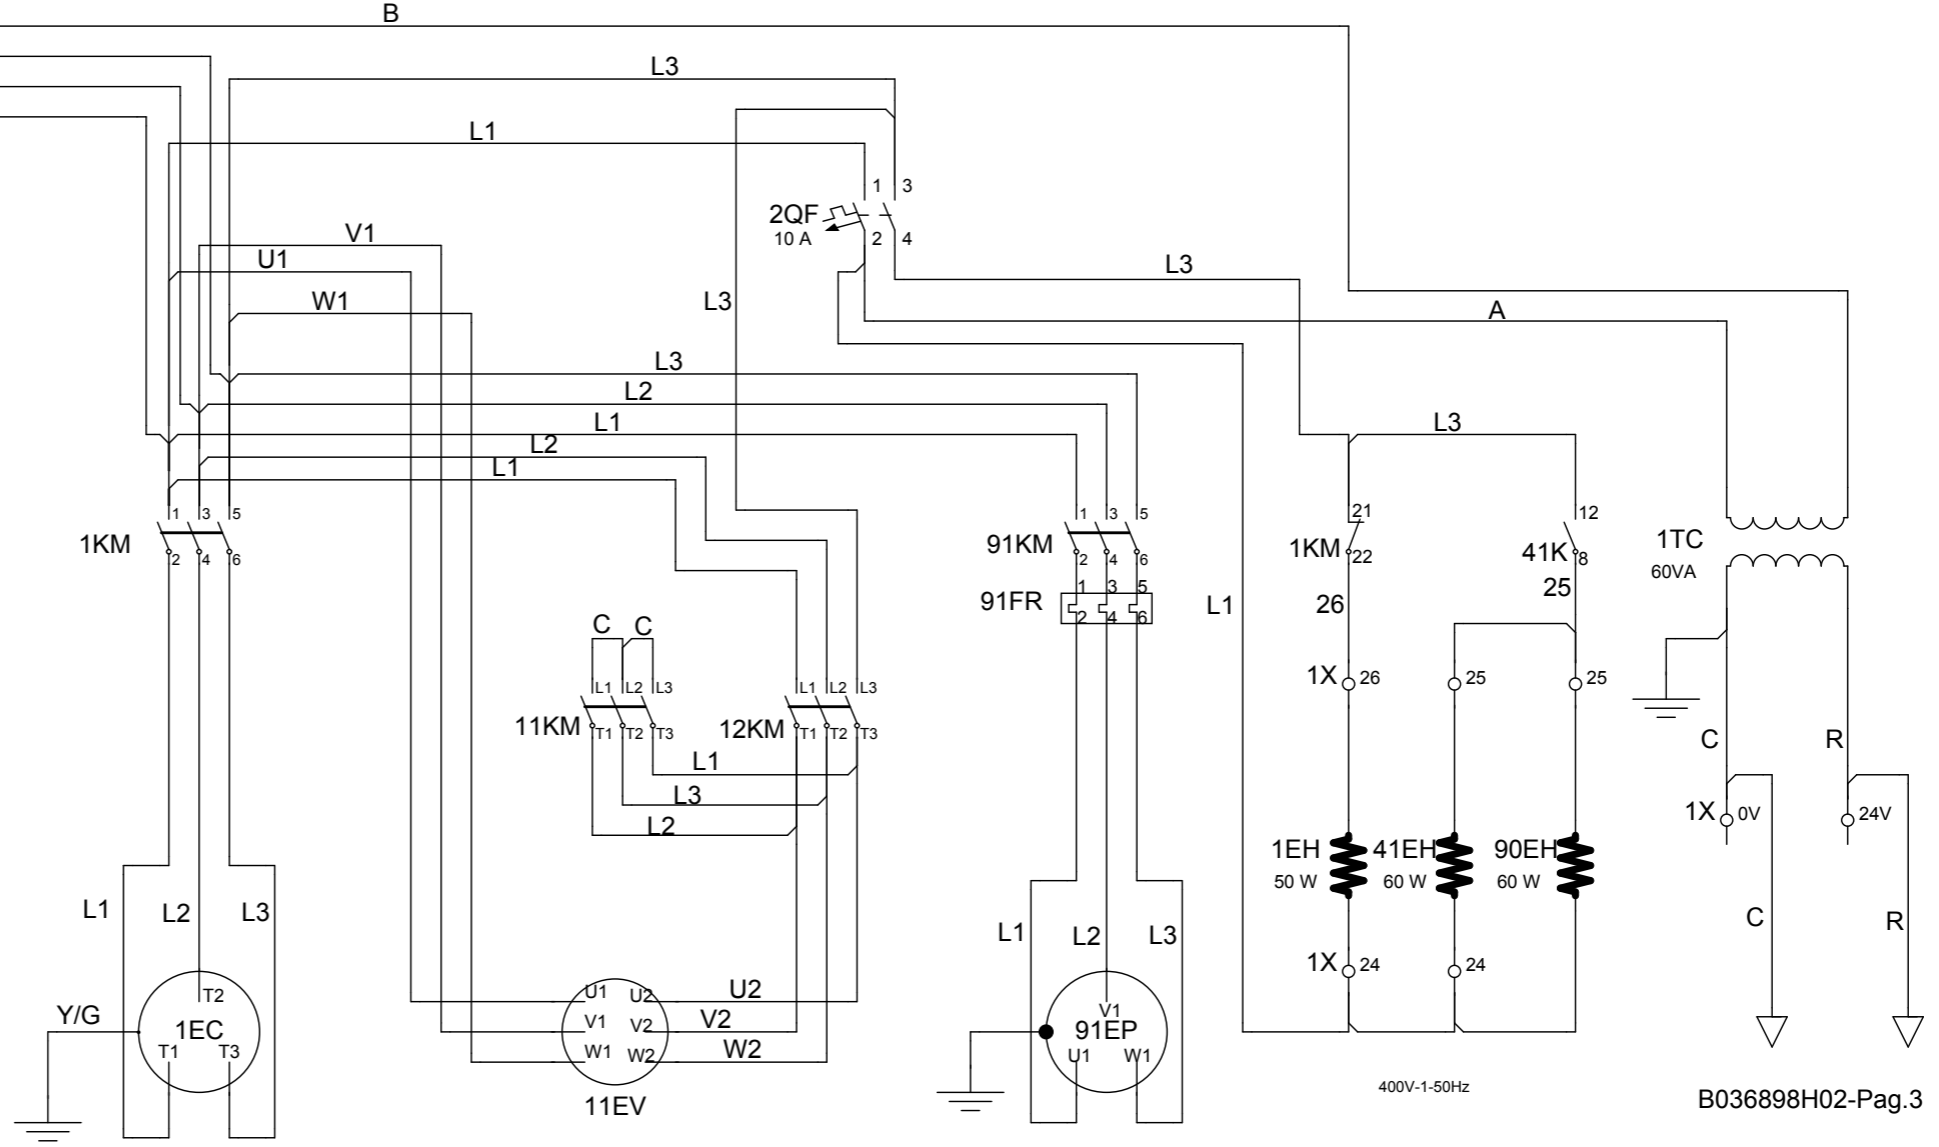 B
L3
L1
1 3
2QF
10 A
2 4
V1
U1
W1
L3
L3
A
L3
L2
L1
L2
L1
L3
1 3 5
1KM
2 4 6
1 3 5
91KM
2 4 6
1 3 5
91FR
2 4 6
21
1KM
22
26
12
41K
8
25
1TC
60VA
L1
C C
L1 L2 L3
11KM
T1 T2 T3
L1 L2 L3
12KM
T1 T2 T3
L1
L3
L2
1X 26
25
25
C
R
1X 0V
24V
1EH
50 W
41EH
60 W
90EH
60 W
L1 L2 L3
L1 L2 L3
C
R
1X 24
24
Y/G
T2
1EC
T1 T3
U1 U2
V1 V2
W1 W2
U2
V2
W2
11EV
V1
91EP
U1 W1
400V-1-50Hz
B036898H02-Pag.3